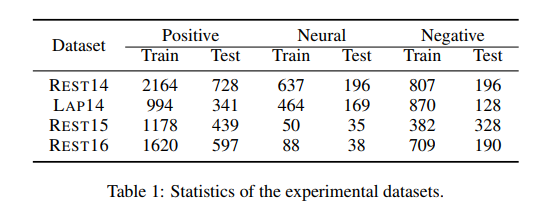 Dataset Positive Neural Negative
Train Test Train Test Train Test
REST14 2164 728 637 196 807 196
LAP14 994 341 464 169 870 128
REST15 1178 439 50 35 382 328
REST16 1620 597 88 38 709 190
Table 1: Statistics of the experimental datasets.